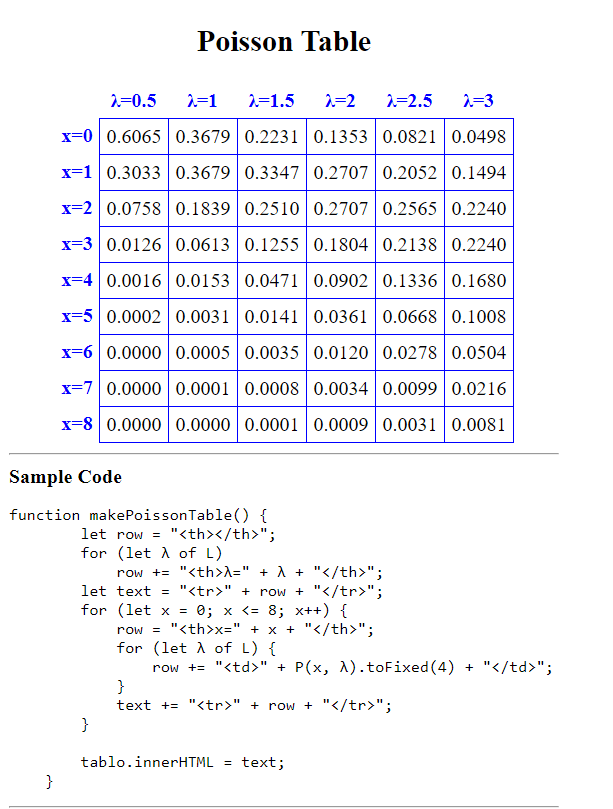 Poisson Table
λ=0.5 λ=1 λ=1.5 λ=2 λ=2.5 λ=3
x=0 0.6065 0.3679 0.2231 0.1353 0.0821 0.0498
x=1 0.3033 0.3679 0.3347 0.2707 0.2052 0.1494
x=2 0.0758 0.1839 0.2510 0.2707 0.2565 0.2240
x=3 0.0126 0.0613 0.1255 0.1804 0.2138 0.2240
x=4 0.0016 0.0153 0.0471 0.0902 0.1336 0.1680
x=5 0.0002 0.0031 0.0141 0.0361 0.0668 0.1008
x=6 0.0000 0.0005 0.0035 0.0120 0.0278 0.0504
x=7 0.0000 0.0001 0.0008 0.0034 0.0099 0.0216
x=8 0.0000 0.0000 0.0001 0.0009 0.0031 0.0081
Sample Code
function makePoissonTable() {
        let row = "<th></th>";
        for (let λ of L)
            row += "<th>λ=" + λ + "</th>";
        let text = "<tr>" + row + "</tr>";
        for (let x = 0; x <= 8; x++) {
            row = "<th>x=" + x + "</th>";
            for (let λ of L) {
                row += "<td>" + P(x, λ).toFixed(4) + "</td>";
            }
            text += "<tr>" + row + "</tr>";
        }
        tablo.innerHTML = text;
    }